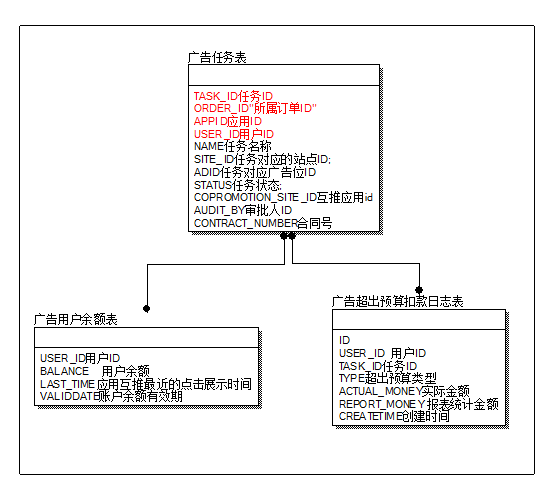 广告任务表
TASK_ID任务ID
ORDER_ID"所属订单ID"
APPID应用ID
USER_ID用户ID
NAME任务名称
SITE_ID任务对应的站点ID;
ADID任务对应广告位ID
STATUS任务状态;
COPROMOTION_SITE_ID互推应用id
AUDIT_BY审批人ID
CONTRACT_NUMBER合同号
广告用户余额表
USER_ID用户ID
BALANCE 用户余额
LAST_TIME应用互推最近的点击展示时间
VALIDDATE账户余额有效期
广告超出预算扣款日志表
ID
USER_ID 用户ID
TASK_ID任务ID
TYPE超出预算类型
ACTUAL_MONEY实际金额
REPORT_MONEY报表统计金额
CREATETIME创建时间